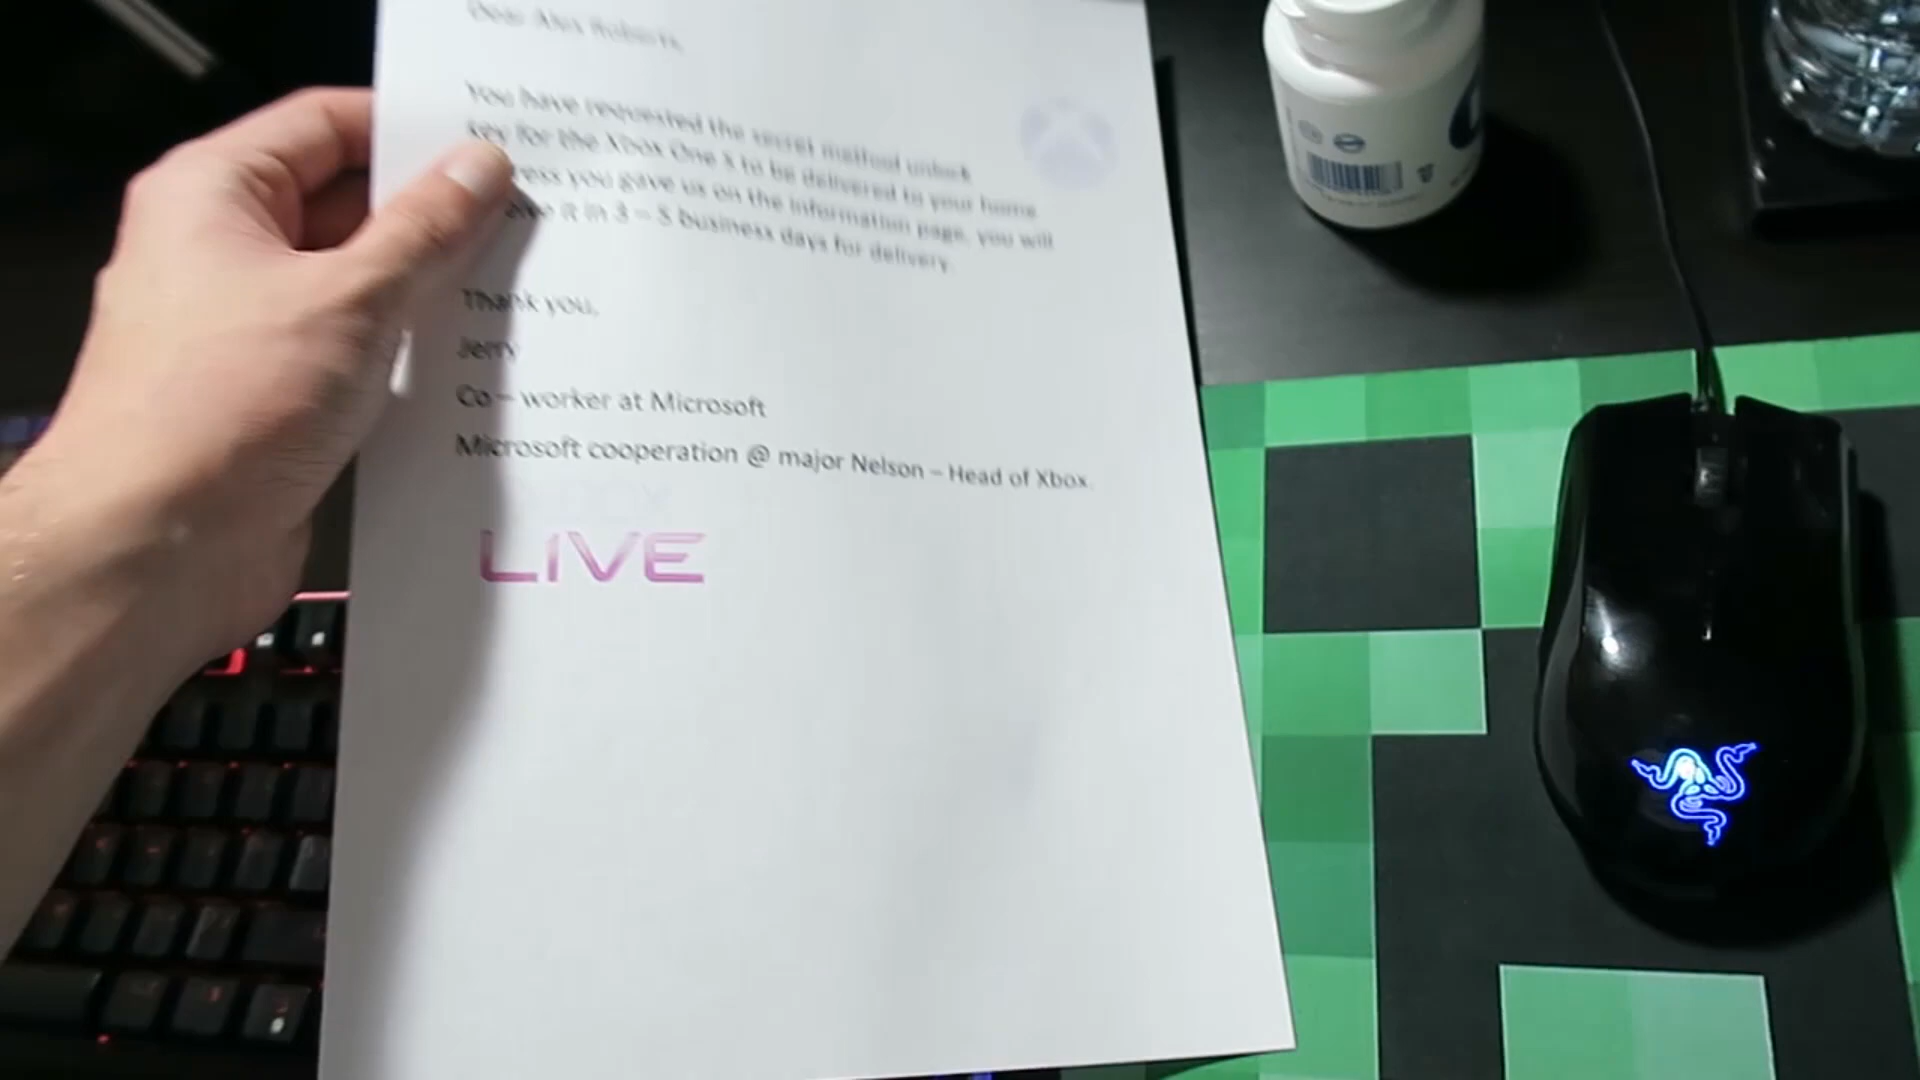 Dear Alex Roberts,
You have requested the secret method unlock
key for the Xbox One S to be delivered to your home
ress you gave us on the information page, you will
it in 3 – 5 business days for delivery.
Thank you,
Jerry
Co – worker at Microsoft
Microsoft cooperation @ major Nelson – Head of Xbox.
LIVE